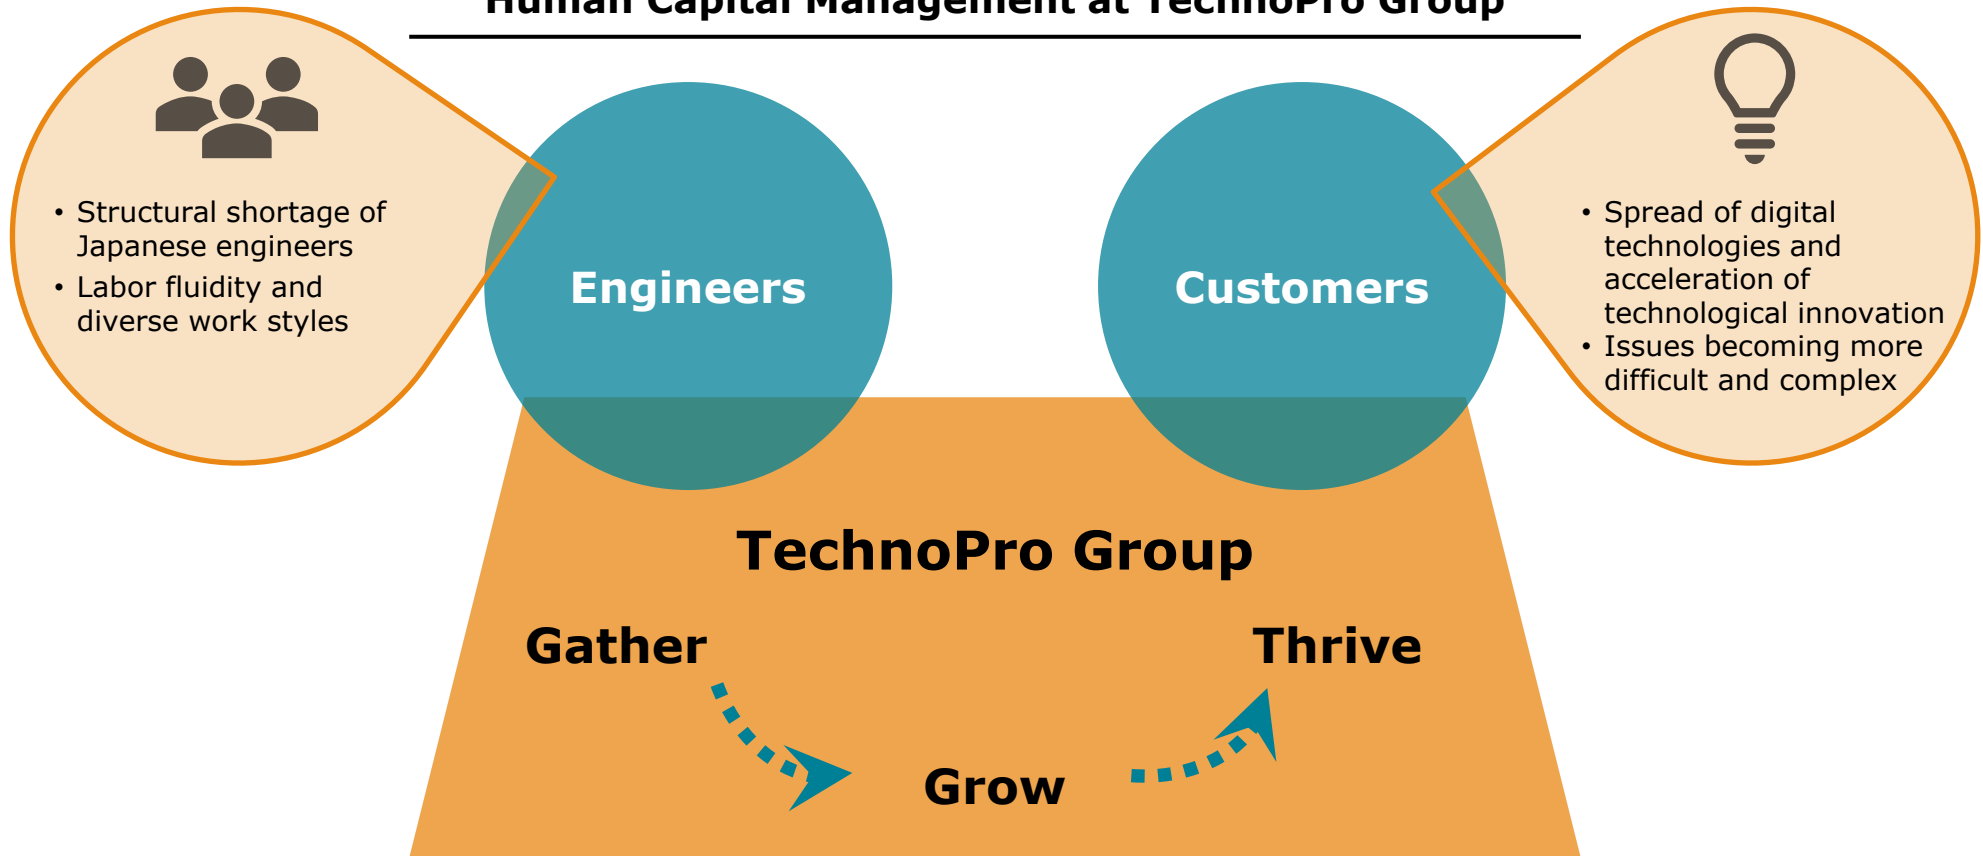 Human Capital Management at TechnoPro Group
• Structural shortage of
Japanese engineers
• Labor fluidity and
diverse work styles
Engineers
Customers
• Spread of digital
technologies and
acceleration of
technological innovation
• Issues becoming more
difficult and complex
TechnoPro Group
Gather
Thrive
Grow